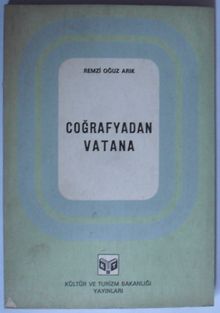 REMZİ OĞUZ ARIK
COĞRAFYADAN
VATANA
KÜLTÜR VE TURİZM BAKANLIĞI
YAYINLARI